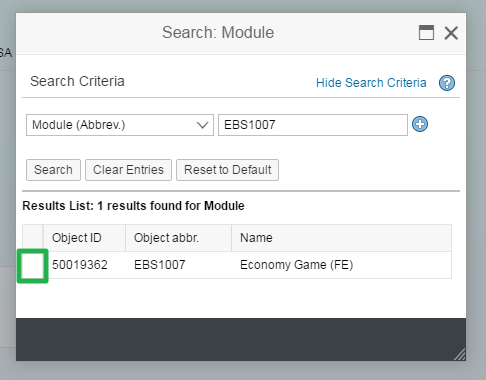 Search: Module
SA
Search Criteria
Hide Search Criteria ?
Module (Abbrev.) EBS1007
Search Clear Entries Reset to Default
Results List: 1 results found for Module
Object ID Object abbr. Name
50019362 EBS1007 Economy Game (FE)